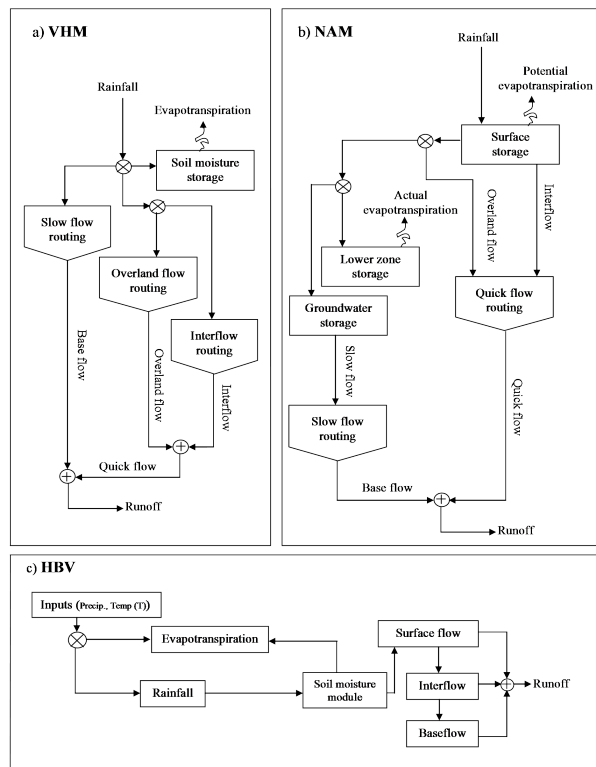 a) VHM
Rainfall
Evapotranspiration
Soil moisture
storage
Slow flow
routing
Overland flow
routing
Interflow
routing
Base flow
Overland flow
Interflow
Quick flow
Runoff
b) NAM
Rainfall
Potential
evapotranspiration
Surface
storage
Actual
evapotranspiration
Overland flow
Interflow
Lower zone
storage
Groundwater
storage
Quick flow
routing
Slow flow
Slow flow
routing
Quick flow
Base flow
Runoff
c) HBV
Inputs (Precip., Temp (T))
Evapotranspiration
Rainfall
Soil moisture
module
Surface flow
Interflow
Baseflow
Runoff